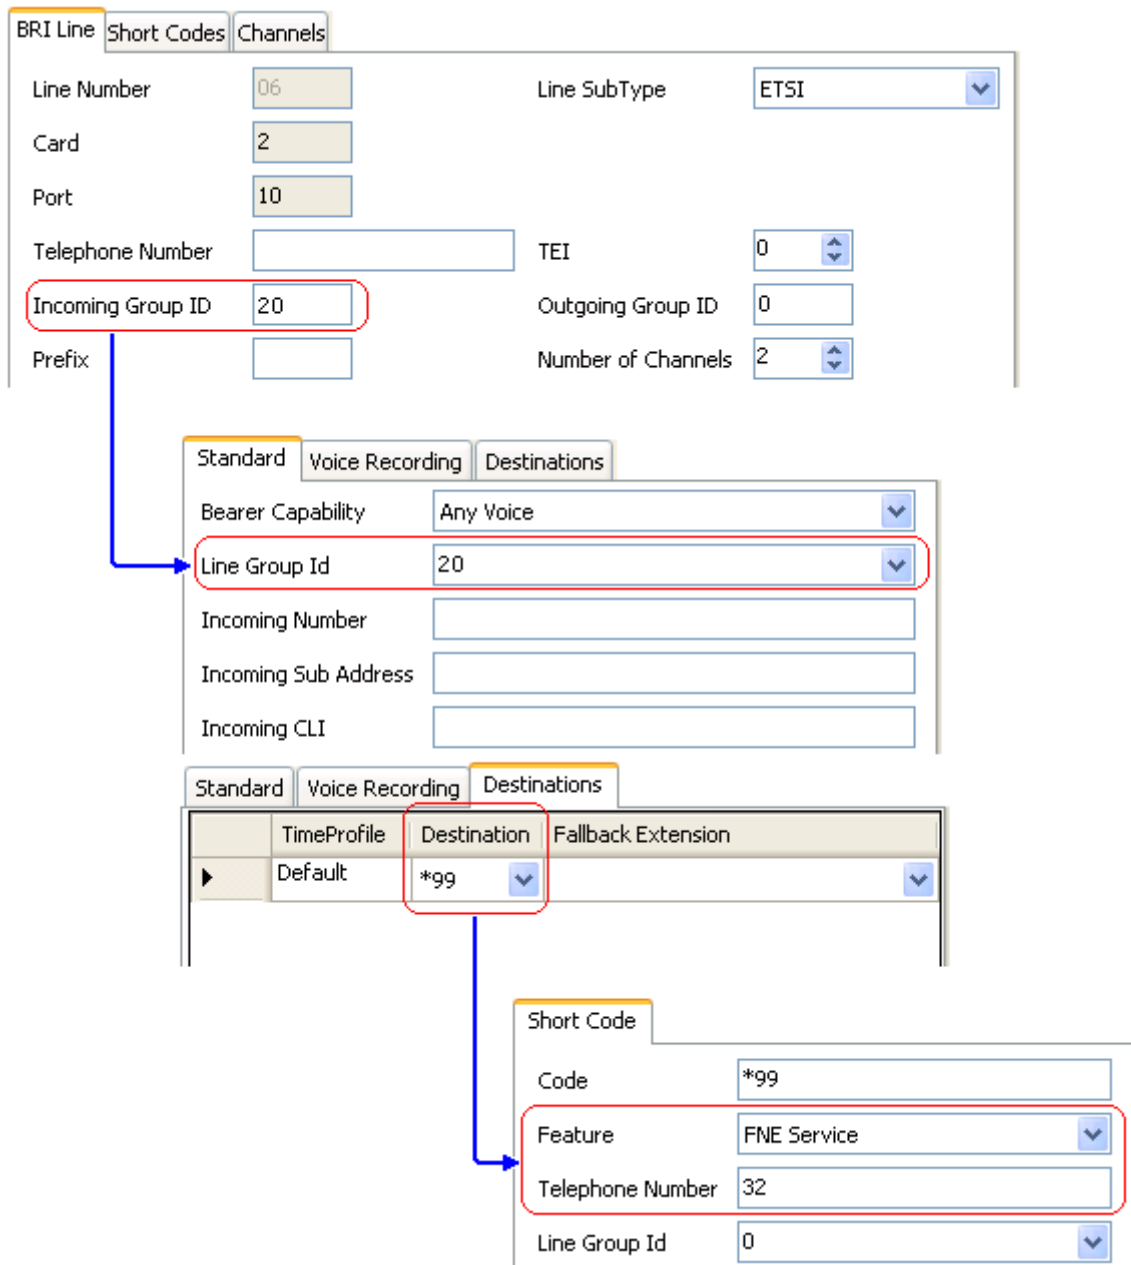 BRI Line Short Codes Channels
Line Number 06 Line SubType ETSI
Card 2
Port 10
Telephone Number TEI 0
Incoming Group ID 20 Outgoing Group ID 0
Prefix Number of Channels 2
Standard Voice Recording Destinations
Bearer Capability Any Voice
Line Group Id 20
Incoming Number
Incoming Sub Address
Incoming CLI
Standard Voice Recording Destinations
TimeProfile Destination Fallback Extension
Default *99
Short Code
Code *99
Feature FNE Service
Telephone Number 32
Line Group Id 0